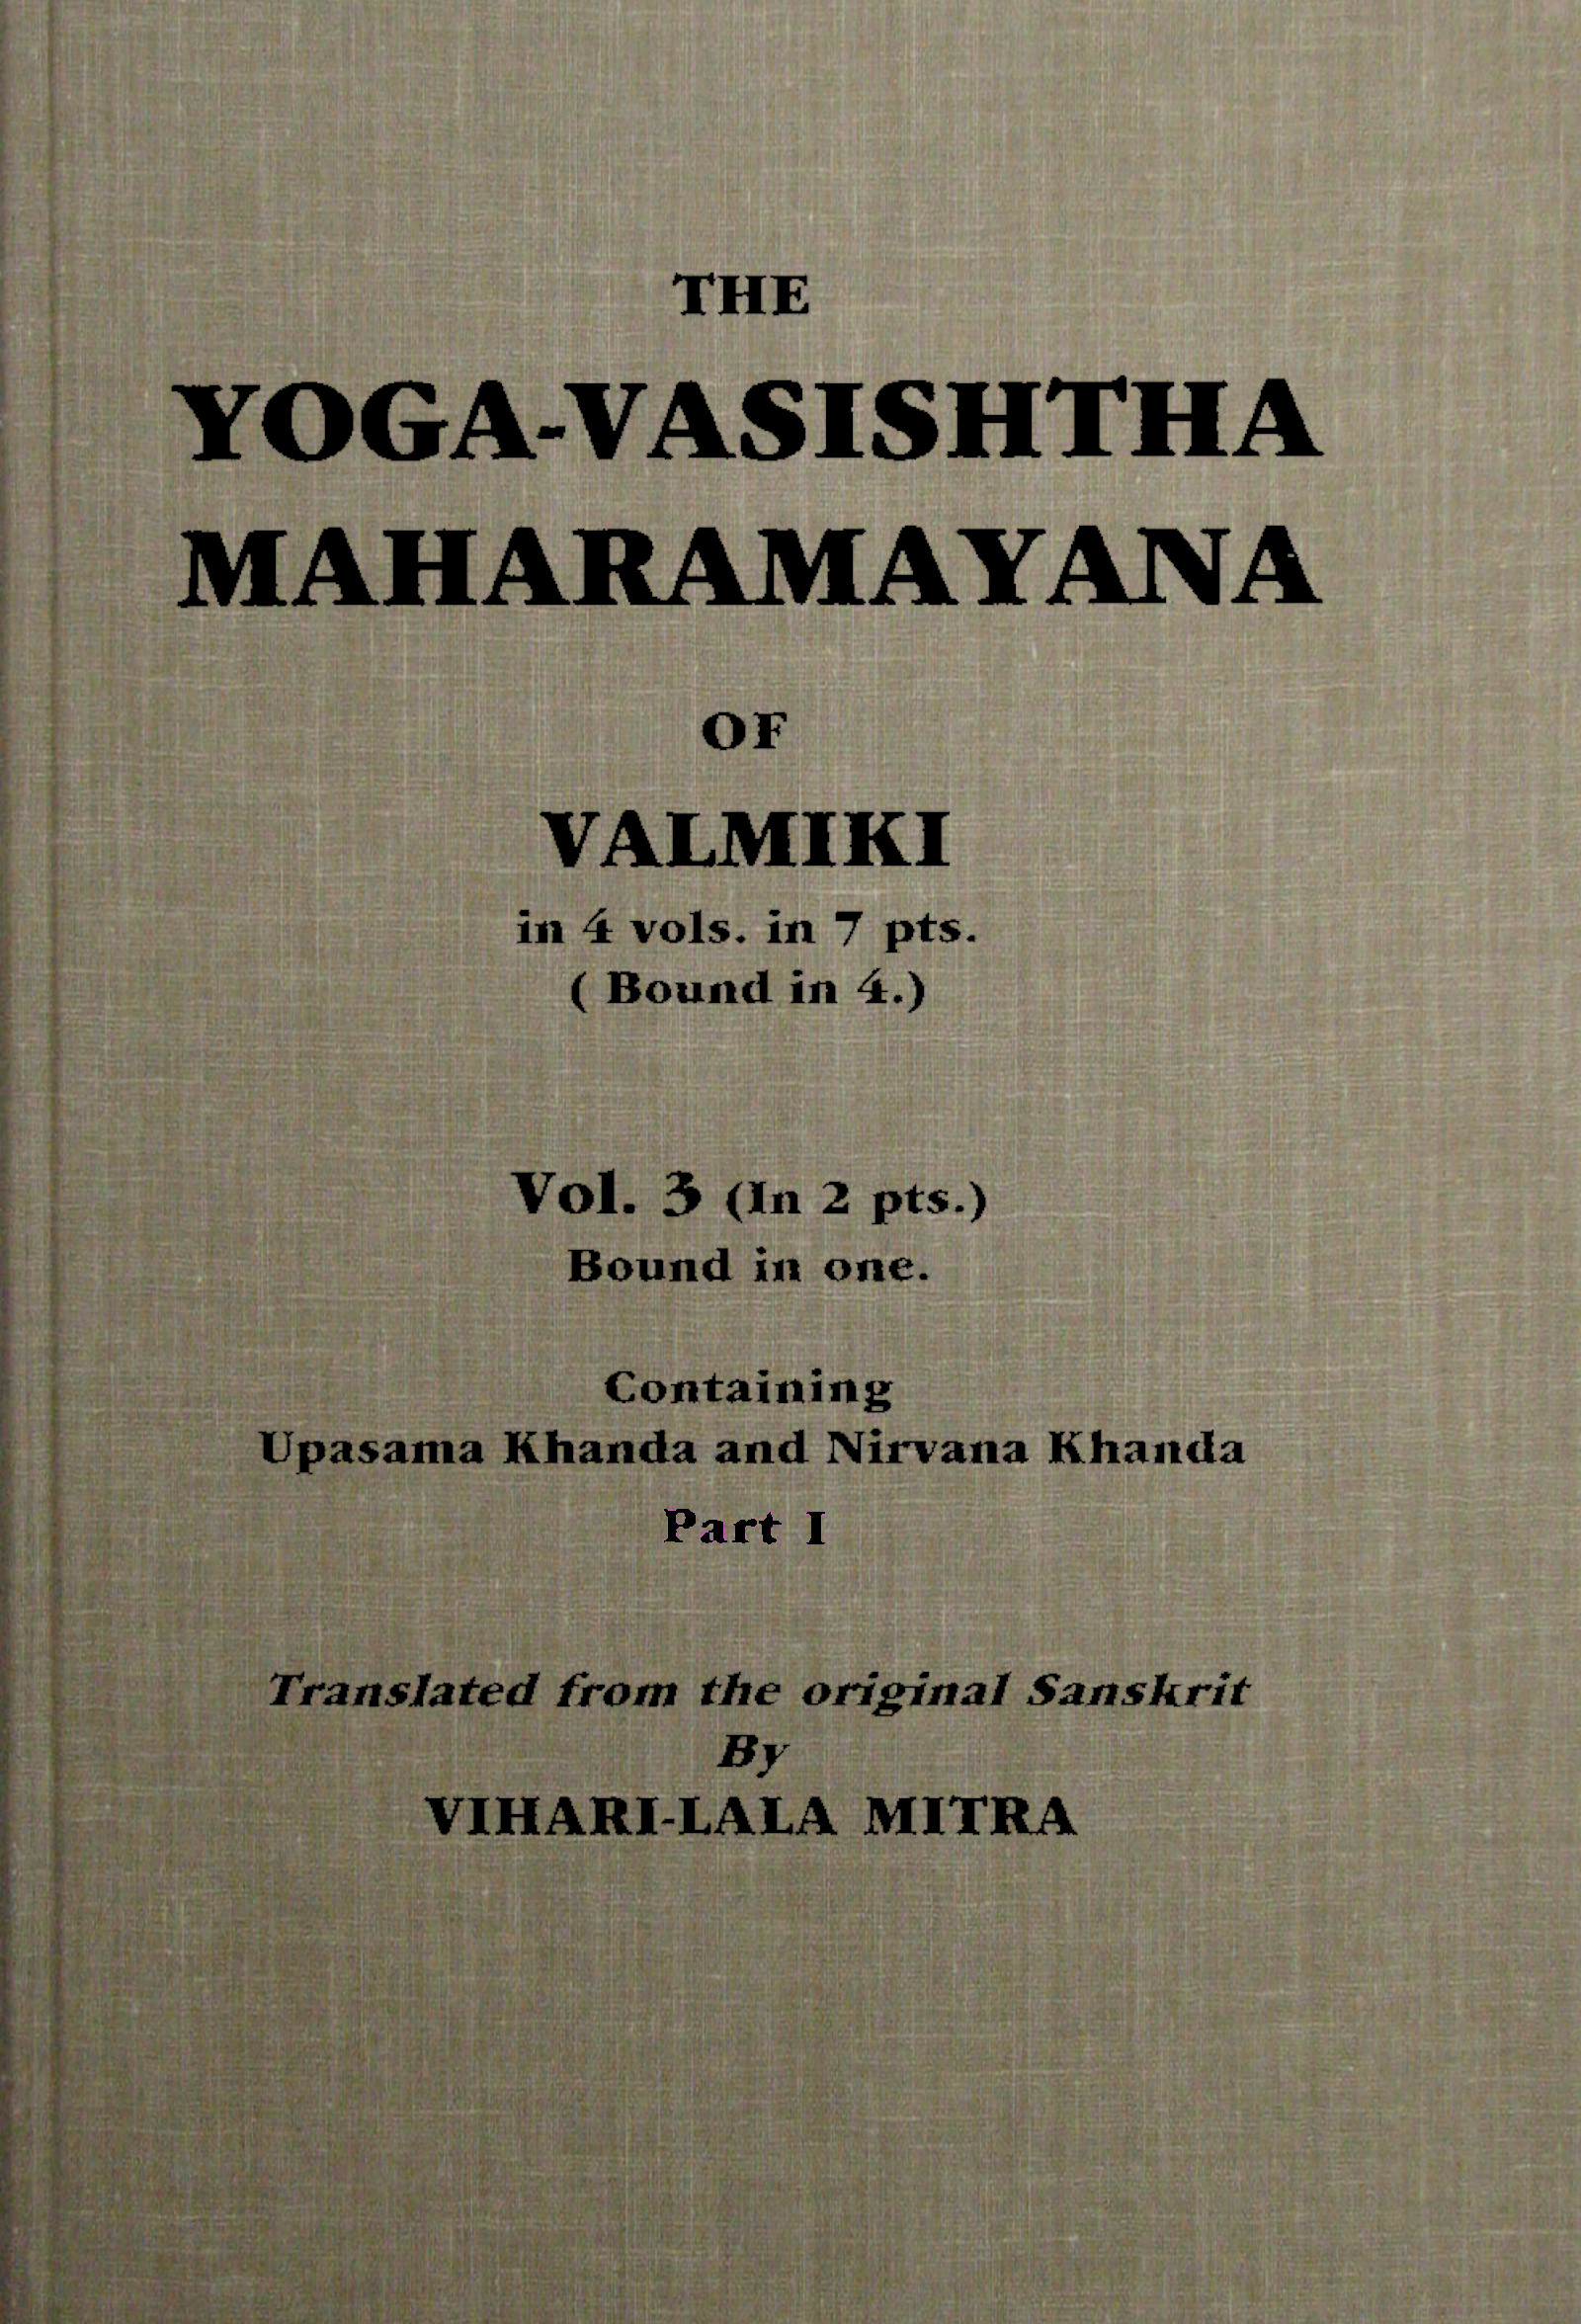 THE
YOGA-VASISHTHA
MAHARAMAYANA
OF
VALMIKI
in 4 vols. in 7 pts.
( Bound in 4.)
Vol. 3 (In 2 pts.)
Bound in one.
Containing
Upasama Khanda and Nirvana Khanda
Part I
Translated from the original Sanskrit
By
VIHARI-LALA MITRA